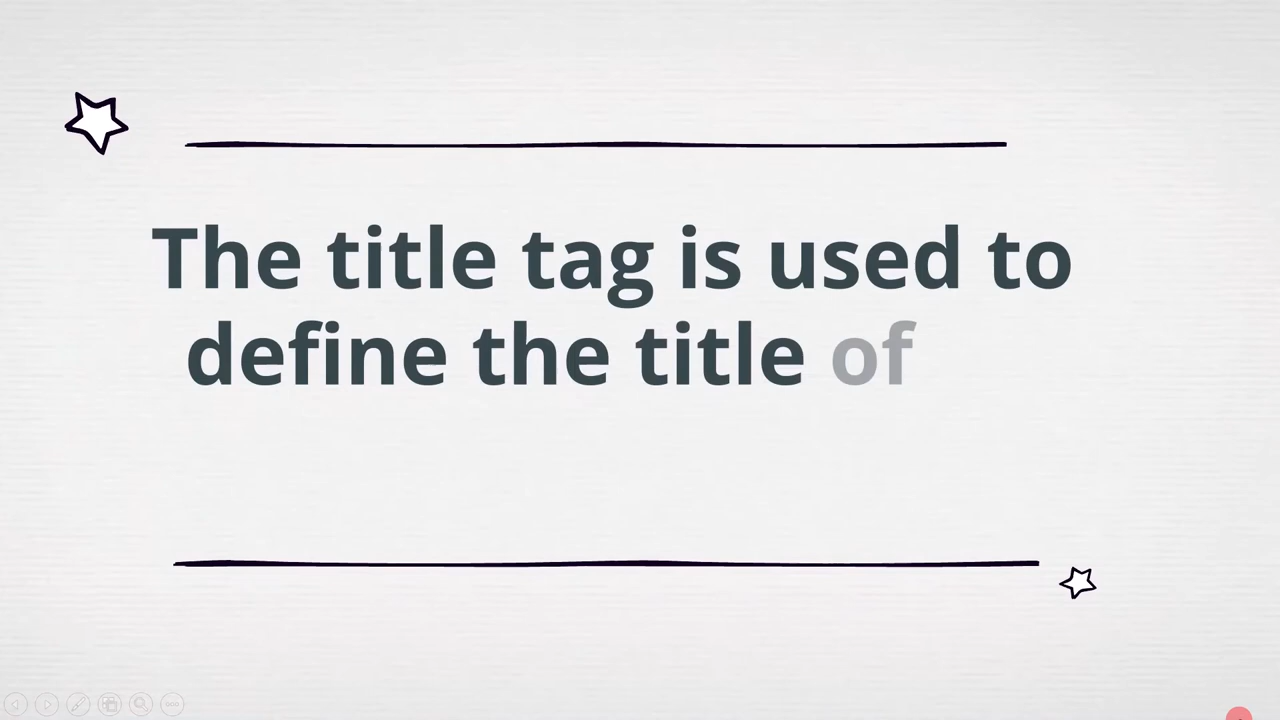 The title tag is used to
define the title of